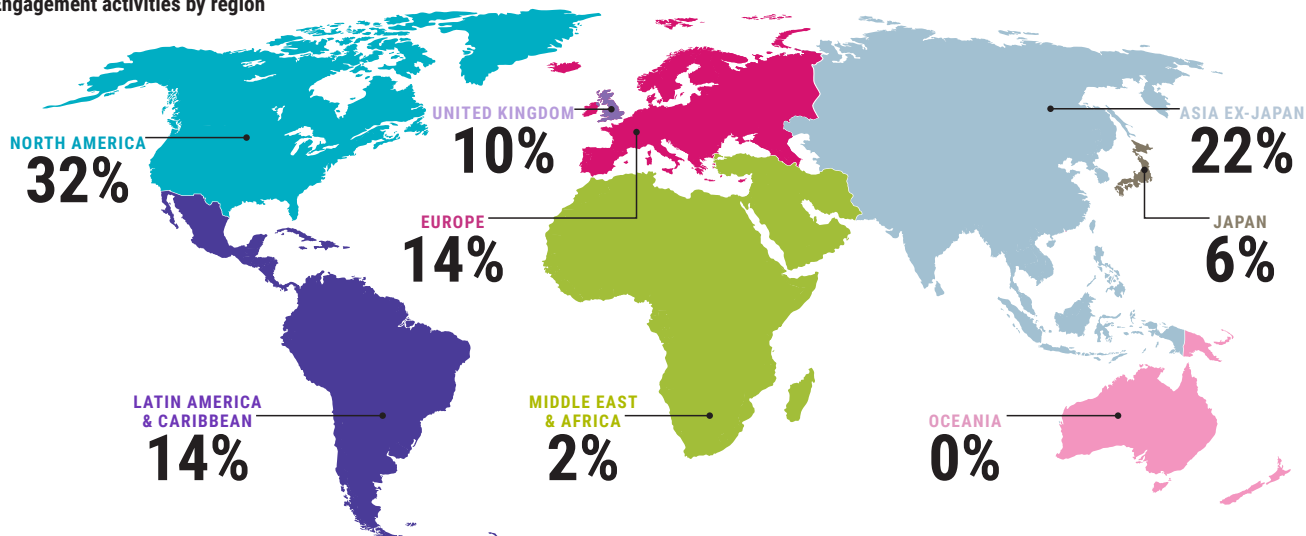 Engagement activities by region
UNITED KINGDOM
10%
ASIA EX-JAPAN
22%
NORTH AMERICA
32%
EUROPE
14%
JAPAN
6%
LATIN AMERICA
& CARIBBEAN
14%
MIDDLE EAST
& AFRICA
2%
OCEANIA
0%